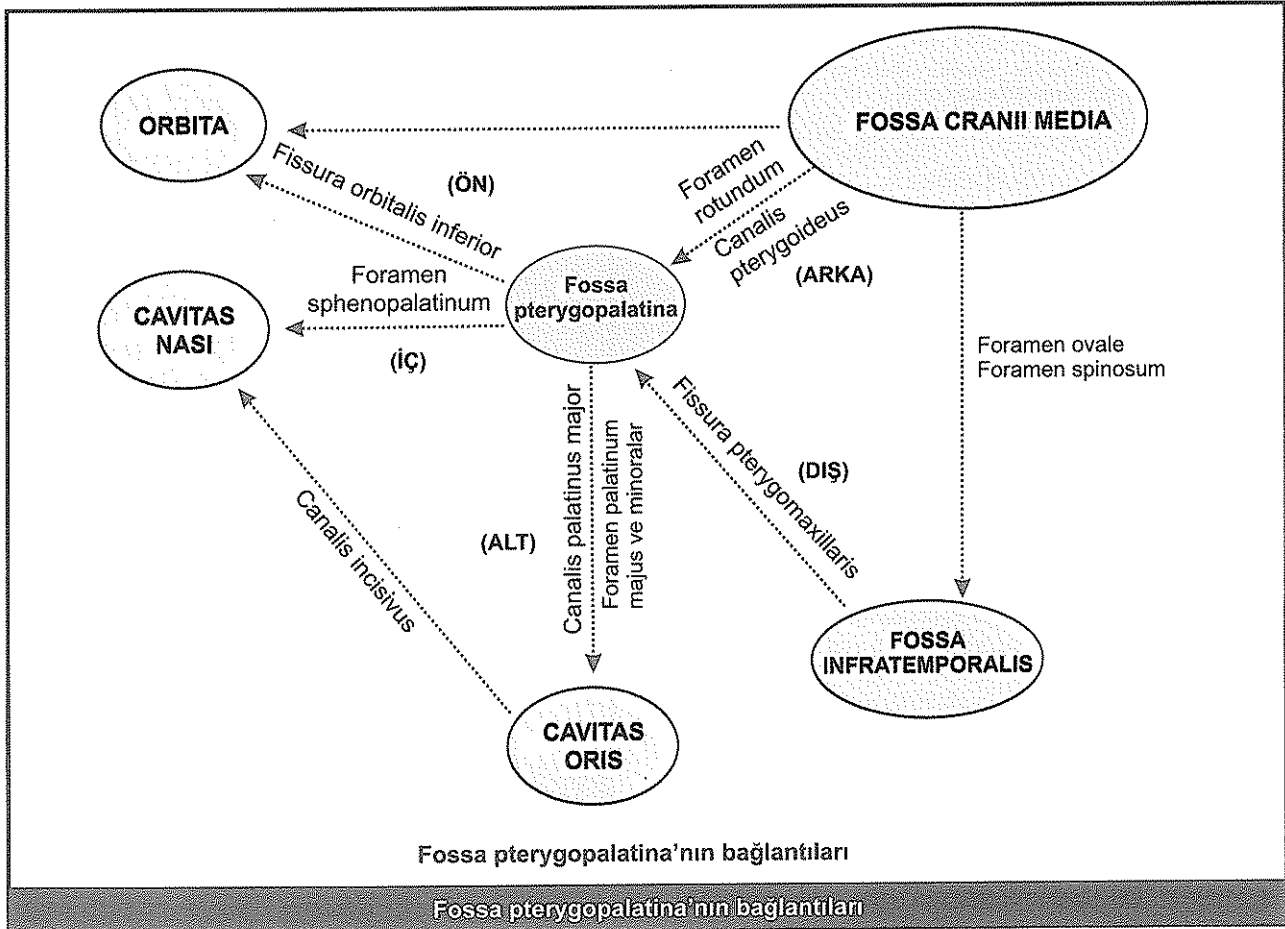 ORBITA
FOSSA CRANII MEDIA
Fissura orbitalis inferior
(ÖN)
Foramen
rotundum
Canalis
pterygoideus
(ARKA)
Foramen
sphenopalatinum
(İÇ)
Fossa
pterygopalatina
CAVITAS
NASI
Foramen ovale
Foramen spinosum
Canalis incisivus
(ALT)
Canalis palatinus major
Foramen palatinum
majus ve minoralar
Fissura pterygomaxillaris
(DIŞ)
FOSSA
INFRATEMPORALIS
CAVITAS
ORIS
Fossa pterygopalatina'nın bağlantıları
Fossa pterygopalatina'nın bağlantıları